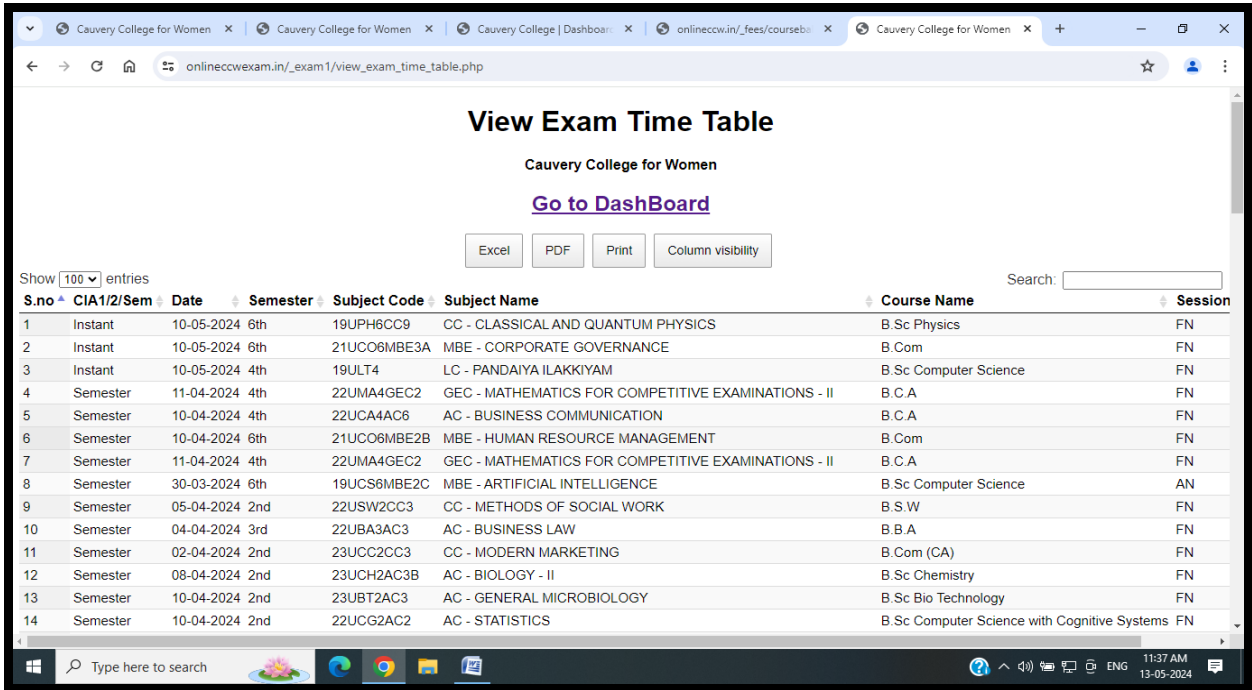 Cauvery College for Women Cauvery College for Women Cauvery College | Dashboard onlineccw.in/_fees/courseba Cauvery College for Women
onlineccwexam.in/_exam1/view_exam_time_table.php
View Exam Time Table
Cauvery College for Women
Go to DashBoard
Excel PDF Print Column visibility
Show 100 entries Search:
S.no CIA1/2/Sem Date Semester Subject Code Subject Name Course Name Session
1 Instant 10-05-2024 6th 19UPH6CC9 CC - CLASSICAL AND QUANTUM PHYSICS B.Sc Physics FN
2 Instant 10-05-2024 6th 21UCO6MBE3A MBE - CORPORATE GOVERNANCE B.Com FN
3 Instant 10-05-2024 4th 19ULT4 LC - PANDAIYA ILAKKIYAM B.Sc Computer Science FN
4 Semester 11-04-2024 4th 22UMA4GEC2 GEC - MATHEMATICS FOR COMPETITIVE EXAMINATIONS - II B.C.A FN
5 Semester 10-04-2024 4th 22UCA4AC6 AC - BUSINESS COMMUNICATION B.C.A FN
6 Semester 10-04-2024 6th 21UCO6MBE2B MBE - HUMAN RESOURCE MANAGEMENT B.Com FN
7 Semester 11-04-2024 4th 22UMA4GEC2 GEC - MATHEMATICS FOR COMPETITIVE EXAMINATIONS - II B.C.A FN
8 Semester 30-03-2024 6th 19UCS6MBE2C MBE - ARTIFICIAL INTELLIGENCE B.Sc Computer Science AN
9 Semester 05-04-2024 2nd 22USW2CC3 CC - METHODS OF SOCIAL WORK B.S.W FN
10 Semester 04-04-2024 3rd 22UBA3AC3 AC - BUSINESS LAW B.B.A FN
11 Semester 02-04-2024 2nd 23UCC2CC3 CC - MODERN MARKETING B.Com (CA) FN
12 Semester 08-04-2024 2nd 23UCH2AC3B AC - BIOLOGY - II B.Sc Chemistry FN
13 Semester 10-04-2024 2nd 23UBT2AC3 AC - GENERAL MICROBIOLOGY B.Sc Bio Technology FN
14 Semester 10-04-2024 2nd 22UCG2AC2 AC - STATISTICS B.Sc Computer Science with Cognitive Systems FN
Type here to search ENG 11:37 AM
13-05-2024